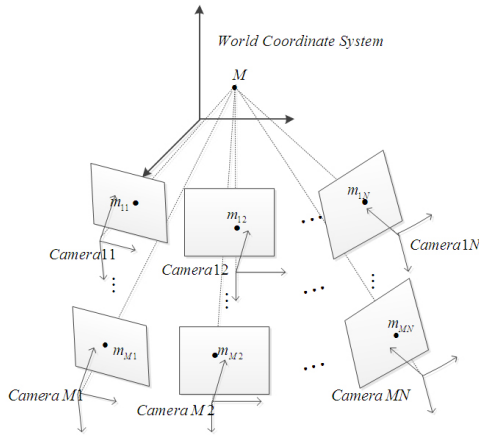 World Coordinate System
M
m11
m12
m1N
Camera11
Camera12
Camera1N
mM1
mM2
mMN
Camera M1
Camera M2
Camera MN